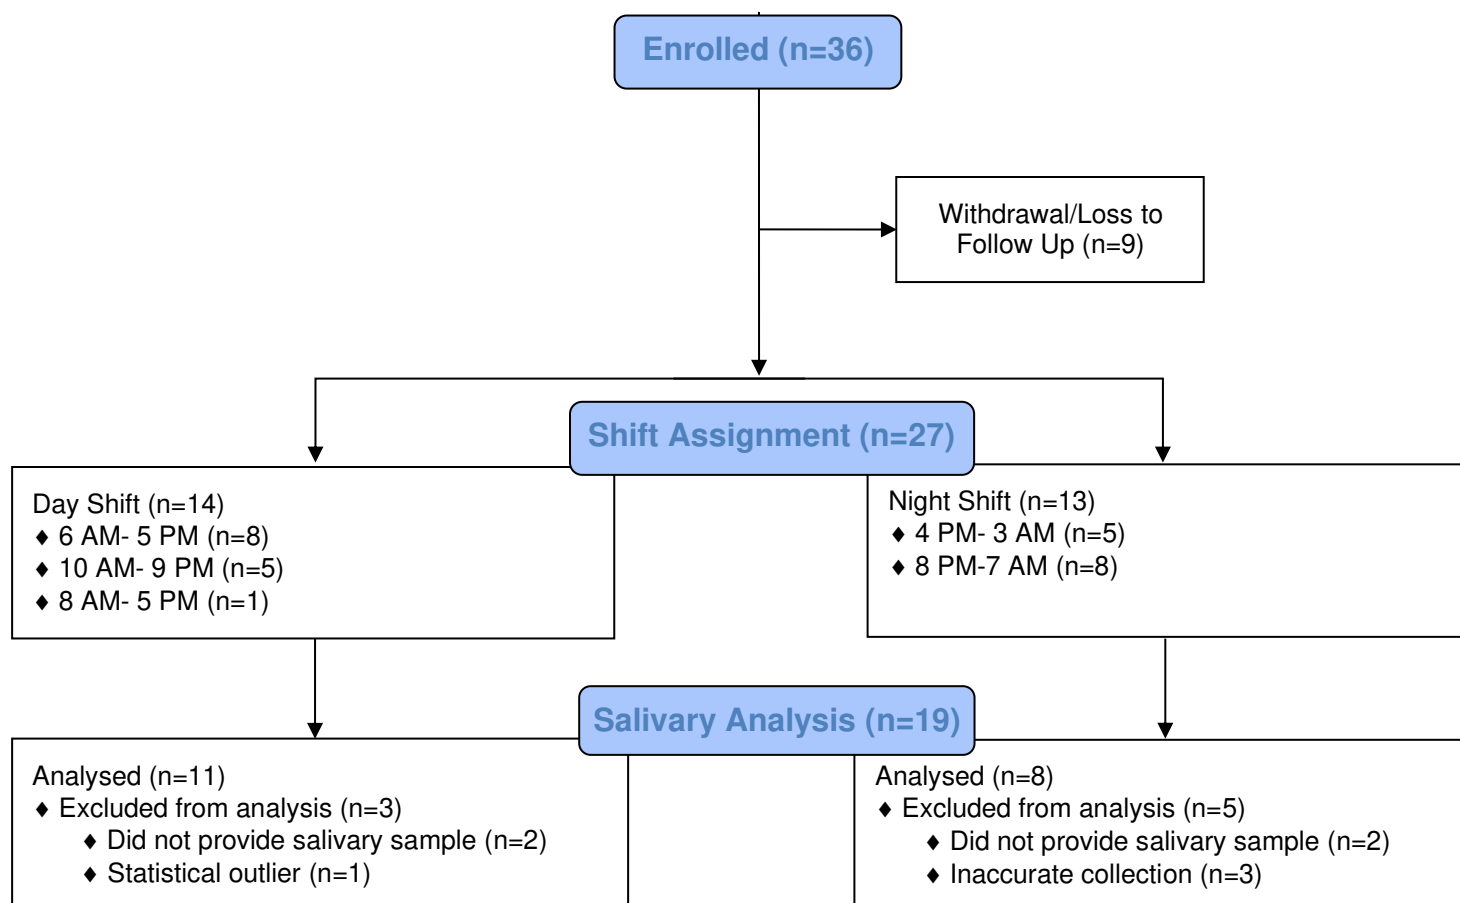 Enrolled (n=36)
Withdrawal/Loss to
Follow Up (n=9)
Shift Assignment (n=27)
Day Shift (n=14)
♦ 6 AM- 5 PM (n=8)
♦ 10 AM- 9 PM (n=5)
♦ 8 AM- 5 PM (n=1)
Night Shift (n=13)
♦ 4 PM- 3 AM (n=5)
♦ 8 PM-7 AM (n=8)
Salivary Analysis (n=19)
Analysed (n=11)
♦ Excluded from analysis (n=3)
♦ Did not provide salivary sample (n=2)
♦ Statistical outlier (n=1)
Analysed (n=8)
♦ Excluded from analysis (n=5)
♦ Did not provide salivary sample (n=2)
♦ Inaccurate collection (n=3)